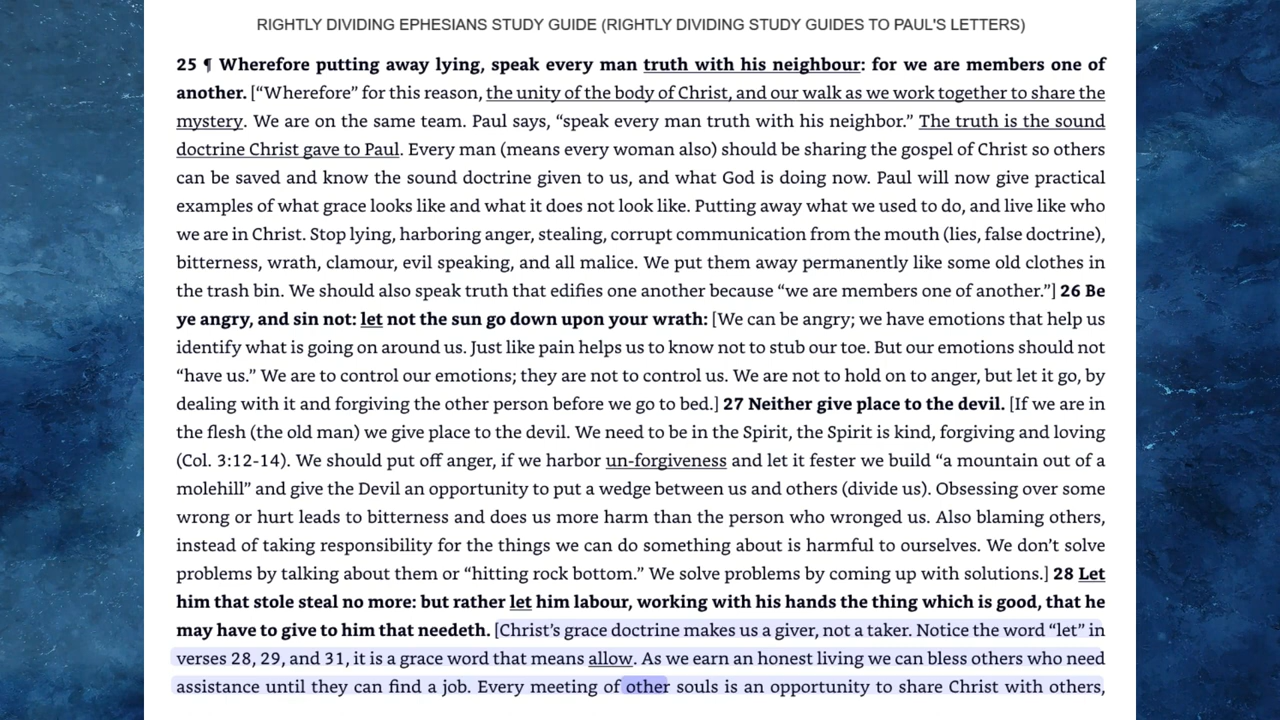 RIGHTLY DIVIDING EPHESIANS STUDY GUIDE (RIGHTLY DIVIDING STUDY GUIDES TO PAUL'S LETTERS)
25 ¶ Wherefore putting away lying, speak every man truth with his neighbour: for we are members one of
another. [“Wherefore” for this reason, the unity of the body of Christ, and our walk as we work together to share the
mystery. We are on the same team. Paul says, “speak every man truth with his neighbor.” The truth is the sound
doctrine Christ gave to Paul. Every man (means every woman also) should be sharing the gospel of Christ so others
can be saved and know the sound doctrine given to us, and what God is doing now. Paul will now give practical
examples of what grace looks like and what it does not look like. Putting away what we used to do, and live like who
we are in Christ. Stop lying, harboring anger, stealing, corrupt communication from the mouth (lies, false doctrine),
bitterness, wrath, clamour, evil speaking, and all malice. We put them away permanently like some old clothes in
the trash bin. We should also speak truth that edifies one another because “we are members one of another.”] 26 Be
ye angry, and sin not: let not the sun go down upon your wrath: [We can be angry; we have emotions that help us
identify what is going on around us. Just like pain helps us to know not to stub our toe. But our emotions should not
“have us.” We are to control our emotions; they are not to control us. We are not to hold on to anger, but let it go, by
dealing with it and forgiving the other person before we go to bed.] 27 Neither give place to the devil. [If we are in
the flesh (the old man) we give place to the devil. We need to be in the Spirit, the Spirit is kind, forgiving and loving
(Col. 3:12-14). We should put off anger, if we harbor un-forgiveness and let it fester we build “a mountain out of a
molehill” and give the Devil an opportunity to put a wedge between us and others (divide us). Obsessing over some
wrong or hurt leads to bitterness and does us more harm than the person who wronged us. Also blaming others,
instead of taking responsibility for the things we can do something about is harmful to ourselves. We don’t solve
problems by talking about them or “hitting rock bottom.” We solve problems by coming up with solutions.] 28 Let
him that stole steal no more: but rather let him labour, working with his hands the thing which is good, that he
may have to give to him that needeth. [Christ’s grace doctrine makes us a giver, not a taker. Notice the word “let” in
verses 28, 29, and 31, it is a grace word that means allow. As we earn an honest living we can bless others who need
assistance until they can find a job. Every meeting of other souls is an opportunity to share Christ with others,